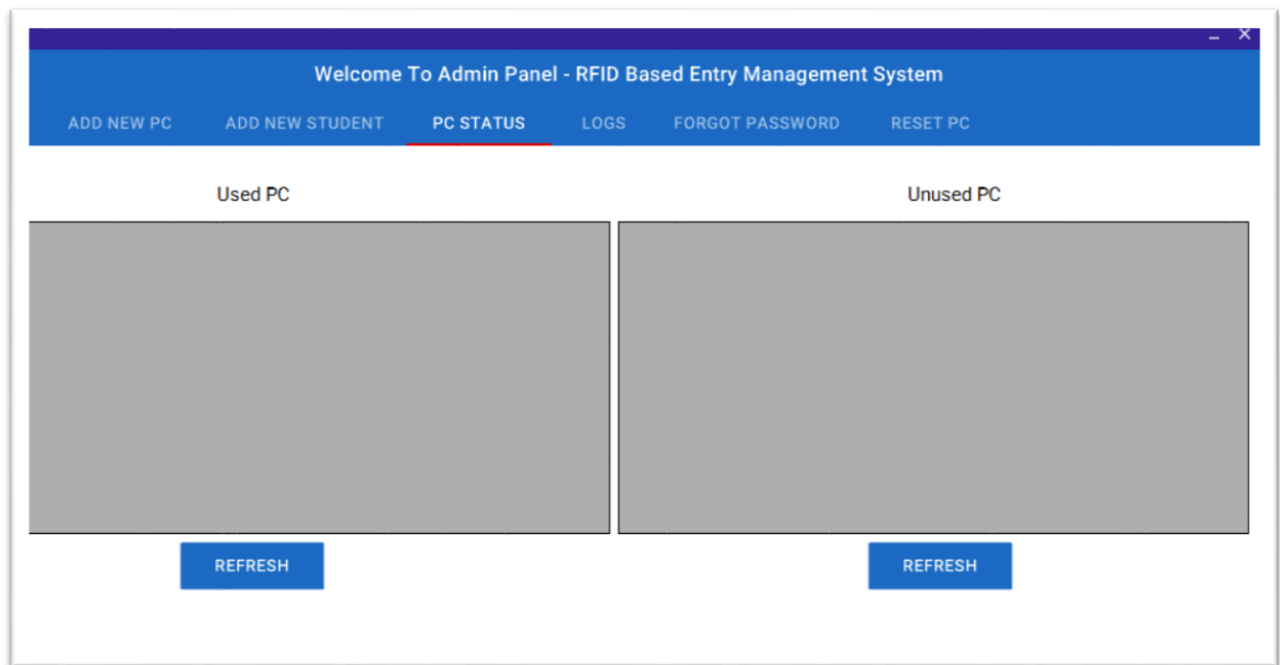 Welcome To Admin Panel - RFID Based Entry Management System
ADD NEW PC ADD NEW STUDENT PC STATUS LOGS FORGOT PASSWORD RESET PC
Used PC Unused PC
REFRESH REFRESH